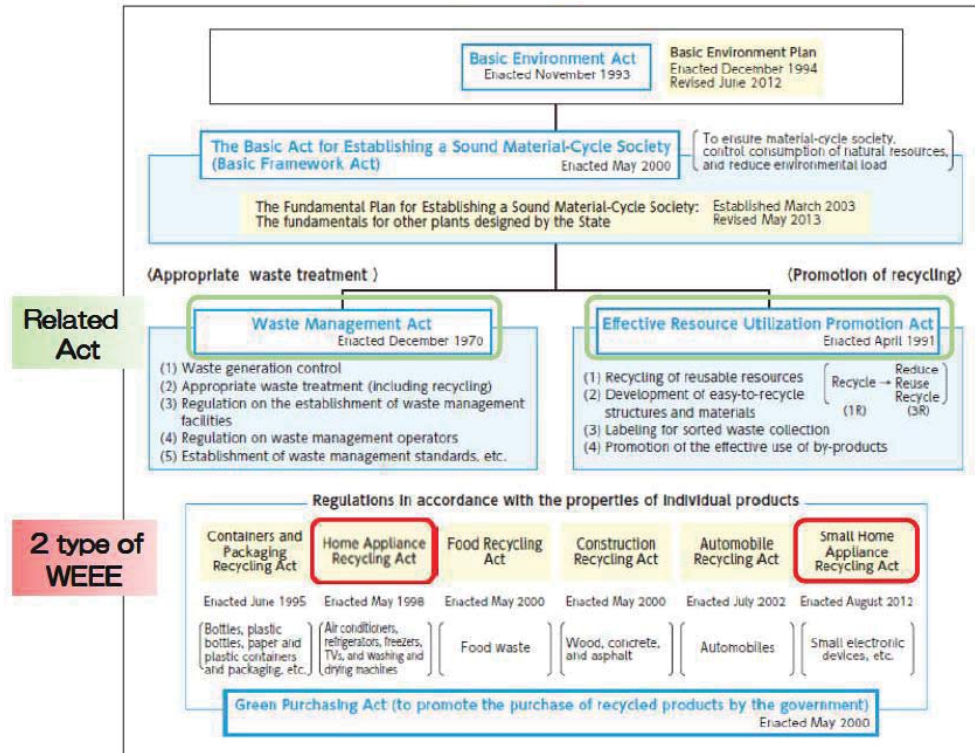 Basic Environment Act
Enacted November 1993
Basic Environment Plan
Enacted December 1994
Revised June 2012
The Basic Act for Establishing a Sound Material-Cycle Society
(Basic Framework Act)
Enacted May 2000
To ensure material-cycle society,
control consumption of natural resources,
and reduce environmental load
The Fundamental Plan for Establishing a Sound Material-Cycle Society:
The fundamentals for other plants designed by the State
Established March 2003
Revised May 2013
(Appropriate waste treatment )
(Promotion of recycling)
Related
Act
Waste Management Act
Enacted December 1970
(1) Waste generation control
(2) Appropriate waste treatment (including recycling)
(3) Regulation on the establishment of waste management
facilities
(4) Regulation on waste management operators
(5) Establishment of waste management standards, etc.
Effective Resource Utilization Promotion Act
Enacted April 1991
(1) Recycling of reusable resources
(2) Development of easy-to-recycle
structures and materials
(3) Labeling for sorted waste collection
(4) Promotion of the effective use of by-products
Recycle →
(1R)
Reduce
Reuse
Recycle
(3R)
2 type of
WEEE
Regulations in accordance with the properties of individual products
Containers and
Packaging
Recycling Act
Enacted June 1995
Bottles, plastic
bottles, paper and
plastic containers
and packaging, etc.
Home Appliance
Recycling Act
Enacted May 1998
Air conditioners,
refrigerators, freezers,
TVs, and washing and
drying machines
Food Recycling
Act
Enacted May 2000
Food waste
Construction
Recycling Act
Enacted May 2000
Wood, concrete,
and asphalt
Automobile
Recycling Act
Enacted July 2002
Automobiles
Small Home
Appliance
Recycling Act
Enacted August 2012
Small electronic
devices, etc.
Green Purchasing Act (to promote the purchase of recycled products by the government)
Enacted May 2000